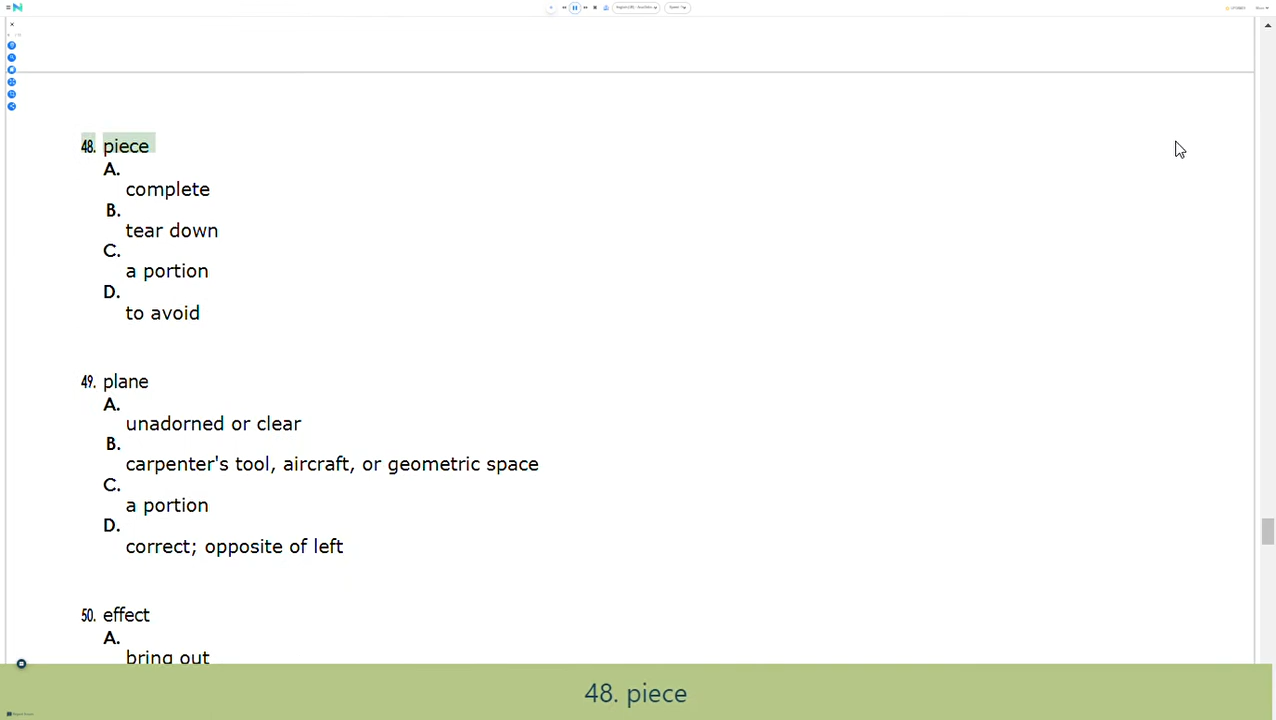 48. piece
A.
complete
B.
tear down
C.
a portion
D.
to avoid
49. plane
A.
unadorned or clear
B.
carpenter's tool, aircraft, or geometric space
C.
a portion
D.
correct; opposite of left
50. effect
A.
bring out
48. piece